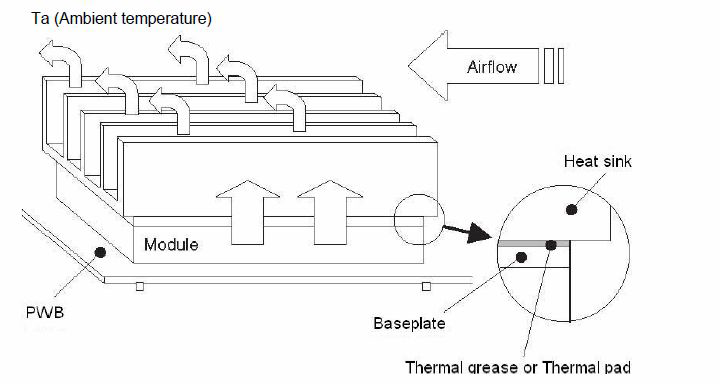 Ta (Ambient temperature)
Airflow
Heat sink
Module
PWB
Baseplate
Thermal grease or Thermal pad